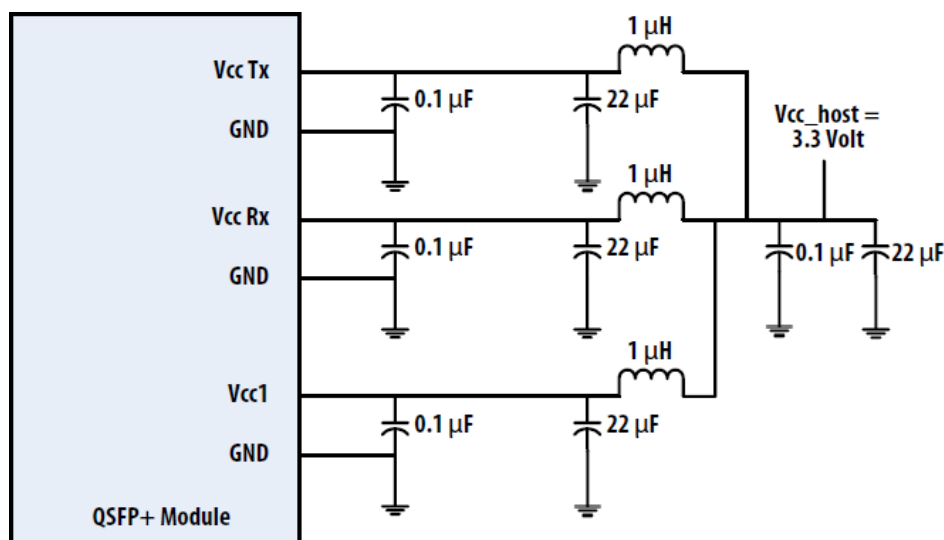 1 µH
Vcc Tx
0.1 µF
22 µF
GND
Vcc_host =
3.3 Volt
1 µH
Vcc Rx
0.1 µF
22 µF
0.1 µF
22 µF
GND
1 µH
Vcc1
0.1 µF
22 µF
GND
QSFP+ Module